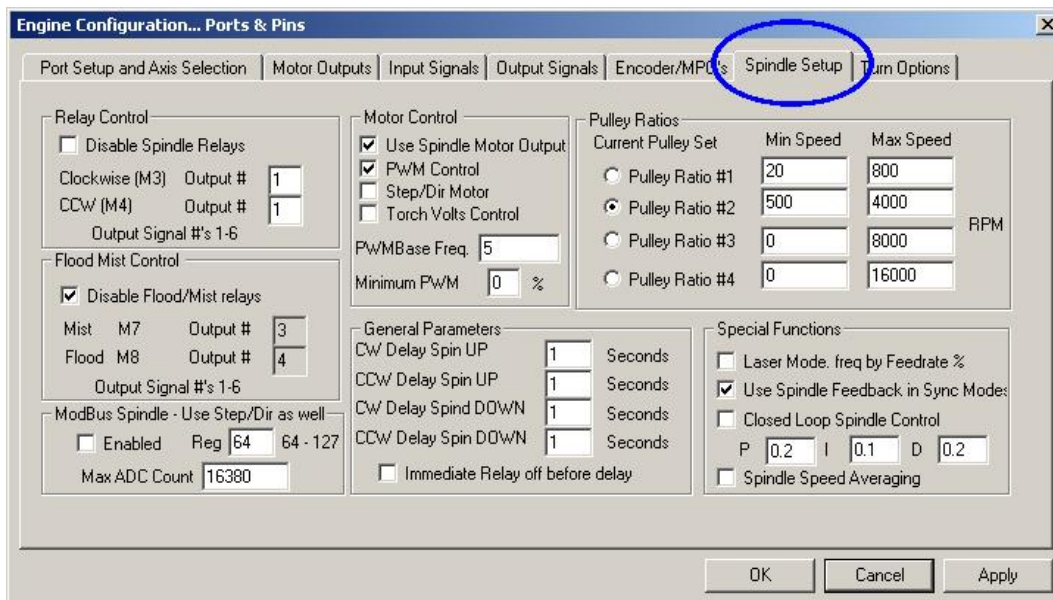 Engine Configuration... Ports & Pins
Port Setup and Axis Selection
Motor Outputs
Input Signals
Output Signals
Encoder/MPG's
Spindle Setup
Turn Options
Relay Control
Disable Spindle Relays
Clockwise (M3) Output # 1
CCW (M4) Output # 1
Output Signal #'s 1-6
Flood Mist Control
Disable Flood/Mist relays
Mist M7 Output # 3
Flood M8 Output # 4
Output Signal #'s 1-6
ModBus Spindle - Use Step/Dir as well
Enabled Reg 64 64 - 127
Max ADC Count 16380
Motor Control
Use Spindle Motor Output
PWM Control
Step/Dir Motor
Torch Volts Control
PWMBase Freq. 5
Minimum PWM 0 %
General Parameters
CW Delay Spin UP 1 Seconds
CCW Delay Spin UP 1 Seconds
CW Delay Spind DOWN 1 Seconds
CCW Delay Spin DOWN 1 Seconds
Immediate Relay off before delay
Pulley Ratios
Current Pulley Set Min Speed Max Speed
Pulley Ratio #1 20 800
Pulley Ratio #2 500 4000
RPM
Pulley Ratio #3 0 8000
Pulley Ratio #4 0 16000
Special Functions
Laser Mode. freq by Feedrate %
Use Spindle Feedback in Sync Modes
Closed Loop Spindle Control
P 0.2 I 0.1 D 0.2
Spindle Speed Averaging
OK
Cancel
Apply